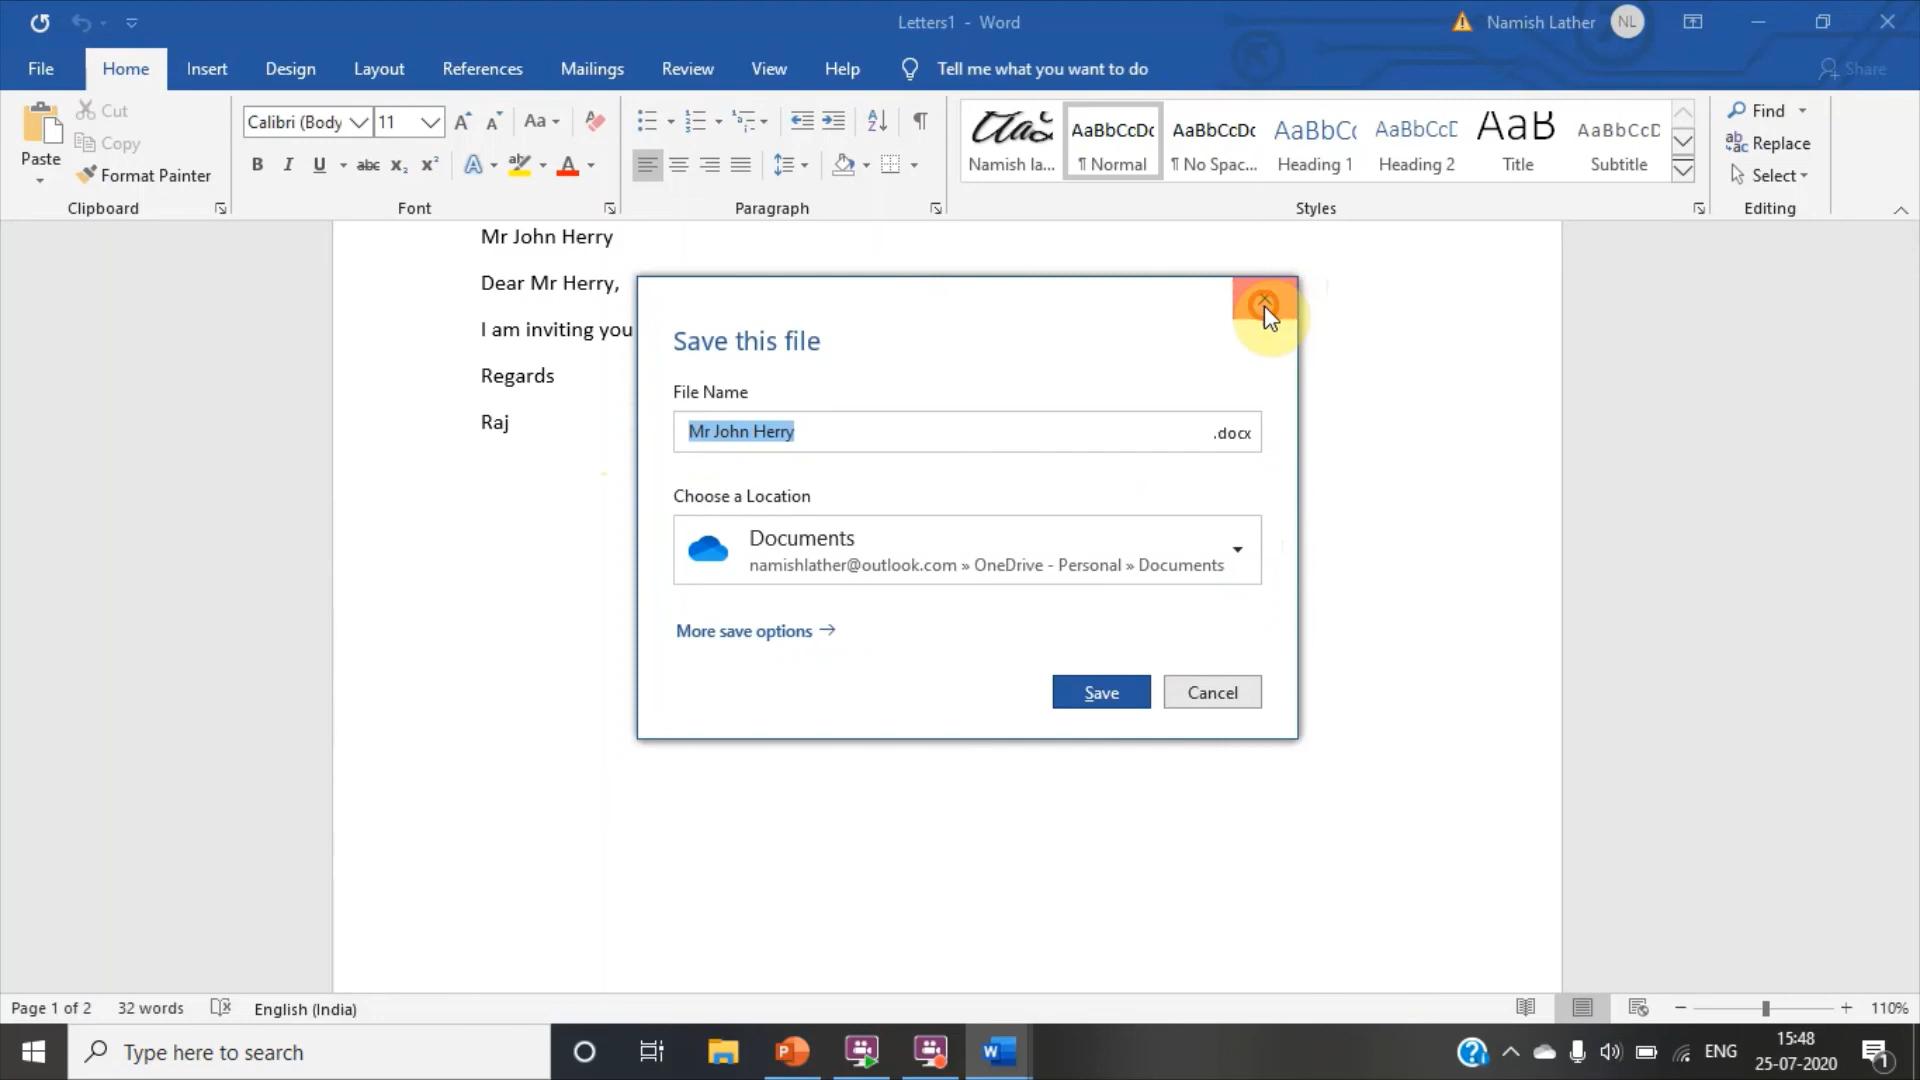 Letters1 - Word
Namish Lather
NL
File
Home
Insert
Design
Layout
References
Mailings
Review
View
Help
Tell me what you want to do
Share
Paste
Cut
Copy
Format Painter
Clipboard
Calibri (Body
11
Aa
B I U abc x₂ x²
A ab A
Font
Paragraph
Namish la...
AaBbCcDc
¶ Normal
AaBbCcDc
¶ No Spac...
AaBbCc
Heading 1
AaBbCcD
Heading 2
AaB
Title
AaBbCcD
Subtitle
Styles
Find
Replace
Select
Editing
Mr John Herry
Dear Mr Herry,
I am inviting you
Regards
Raj
Save this file
File Name
Mr John Herry
.docx
Choose a Location
Documents
namishlather@outlook.com » OneDrive - Personal » Documents
More save options
Save
Cancel
Page 1 of 2
32 words
English (India)
110%
Type here to search
ENG
15:48
25-07-2020
1